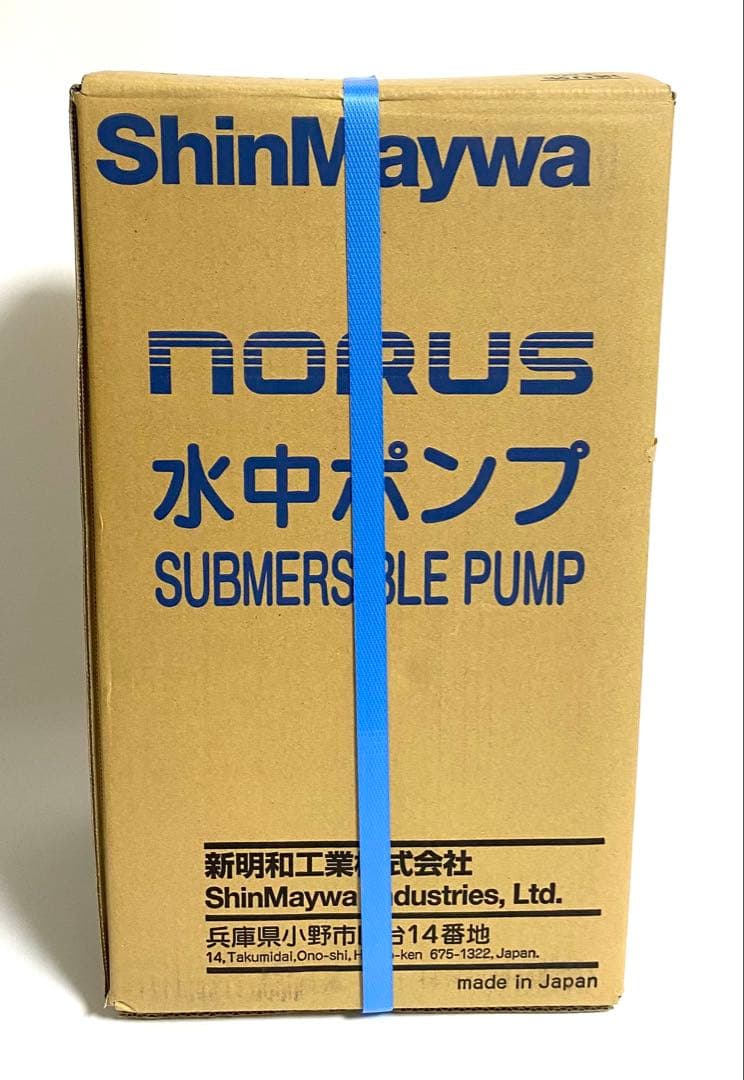 ShinMaywa
norus
水中ポンプ
SUBMERSIBLE PUMP
新明和工業株式会社
ShinMaywa Industries, Ltd.
兵庫県小野市匠台14番地
14,Takumidai,Ono-shi,Hyogo-ken 675-1322,Japan.
made in Japan